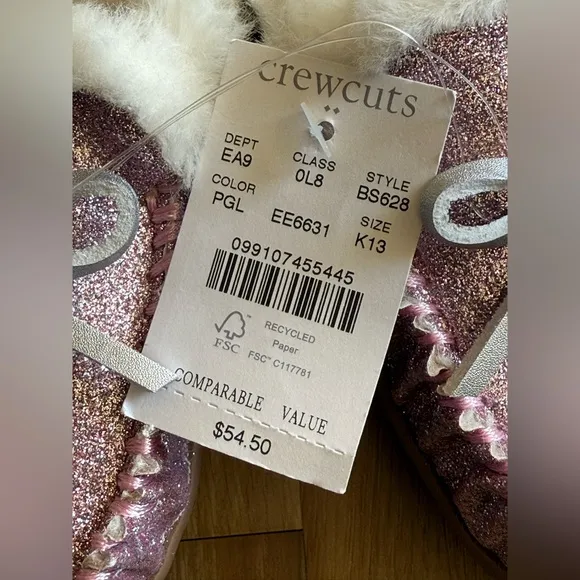 crewcuts
DEPT CLASS STYLE
EA9 0L8 BS628
COLOR SIZE
PGL EE6631 K13
099107455445
RECYCLED
Paper
FSC™ C117781
FSC
COMPARABLE VALUE
$54.50